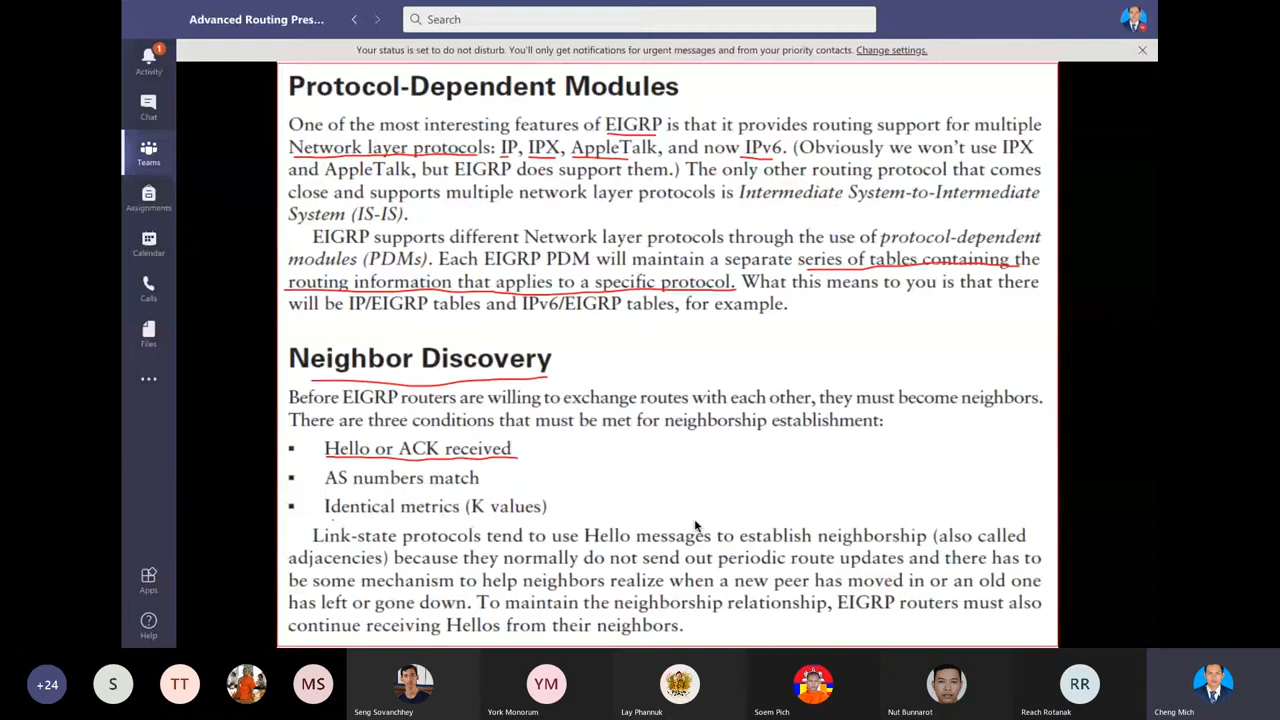 Advanced Routing Pres...
Search
Your status is set to do not disturb. You'll only get notifications for urgent messages and from your priority contacts. Change settings.
1
Activity
Chat
Teams
Assignments
Calendar
Calls
Files
Apps
Help
Protocol-Dependent Modules
One of the most interesting features of EIGRP is that it provides routing support for multiple
Network layer protocols: IP, IPX, AppleTalk, and now IPv6. (Obviously we won't use IPX
and AppleTalk, but EIGRP does support them.) The only other routing protocol that comes
close and supports multiple network layer protocols is Intermediate System-to-Intermediate
System (IS-IS).
EIGRP supports different Network layer protocols through the use of protocol-dependent
modules (PDMs). Each EIGRP PDM will maintain a separate series of tables containing the
routing information that applies to a specific protocol. What this means to you is that there
will be IP/EIGRP tables and IPv6/EIGRP tables, for example.
Neighbor Discovery
Before EIGRP routers are willing to exchange routes with each other, they must become neighbors.
There are three conditions that must be met for neighborship establishment:
▪ Hello or ACK received
▪ AS numbers match
▪ Identical metrics (K values)
Link-state protocols tend to use Hello messages to establish neighborship (also called
adjacencies) because they normally do not send out periodic route updates and there has to
be some mechanism to help neighbors realize when a new peer has moved in or an old one
has left or gone down. To maintain the neighborship relationship, EIGRP routers must also
continue receiving Hellos from their neighbors.
+24
S
TT
MS
Seng Sovanchhey
YM
York Monorum
Lay Phannuk
Soem Pich
Nut Bunnarot
RR
Reach Rotanak
Cheng Mich